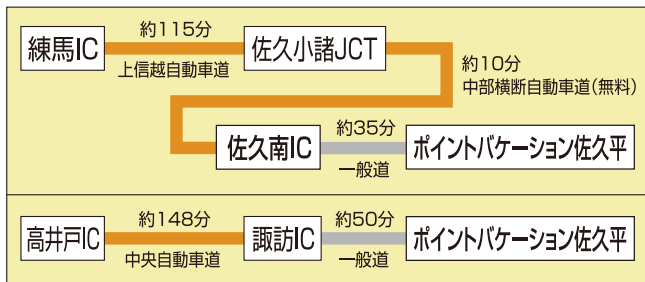 練馬IC
約115分
上信越自動車道
佐久小諸JCT
約10分
中部横断自動車道(無料)
佐久南IC
約35分
一般道
ポイントバケーション佐久平
高井戸IC
約148分
中央自動車道
諏訪IC
約50分
一般道
ポイントバケーション佐久平